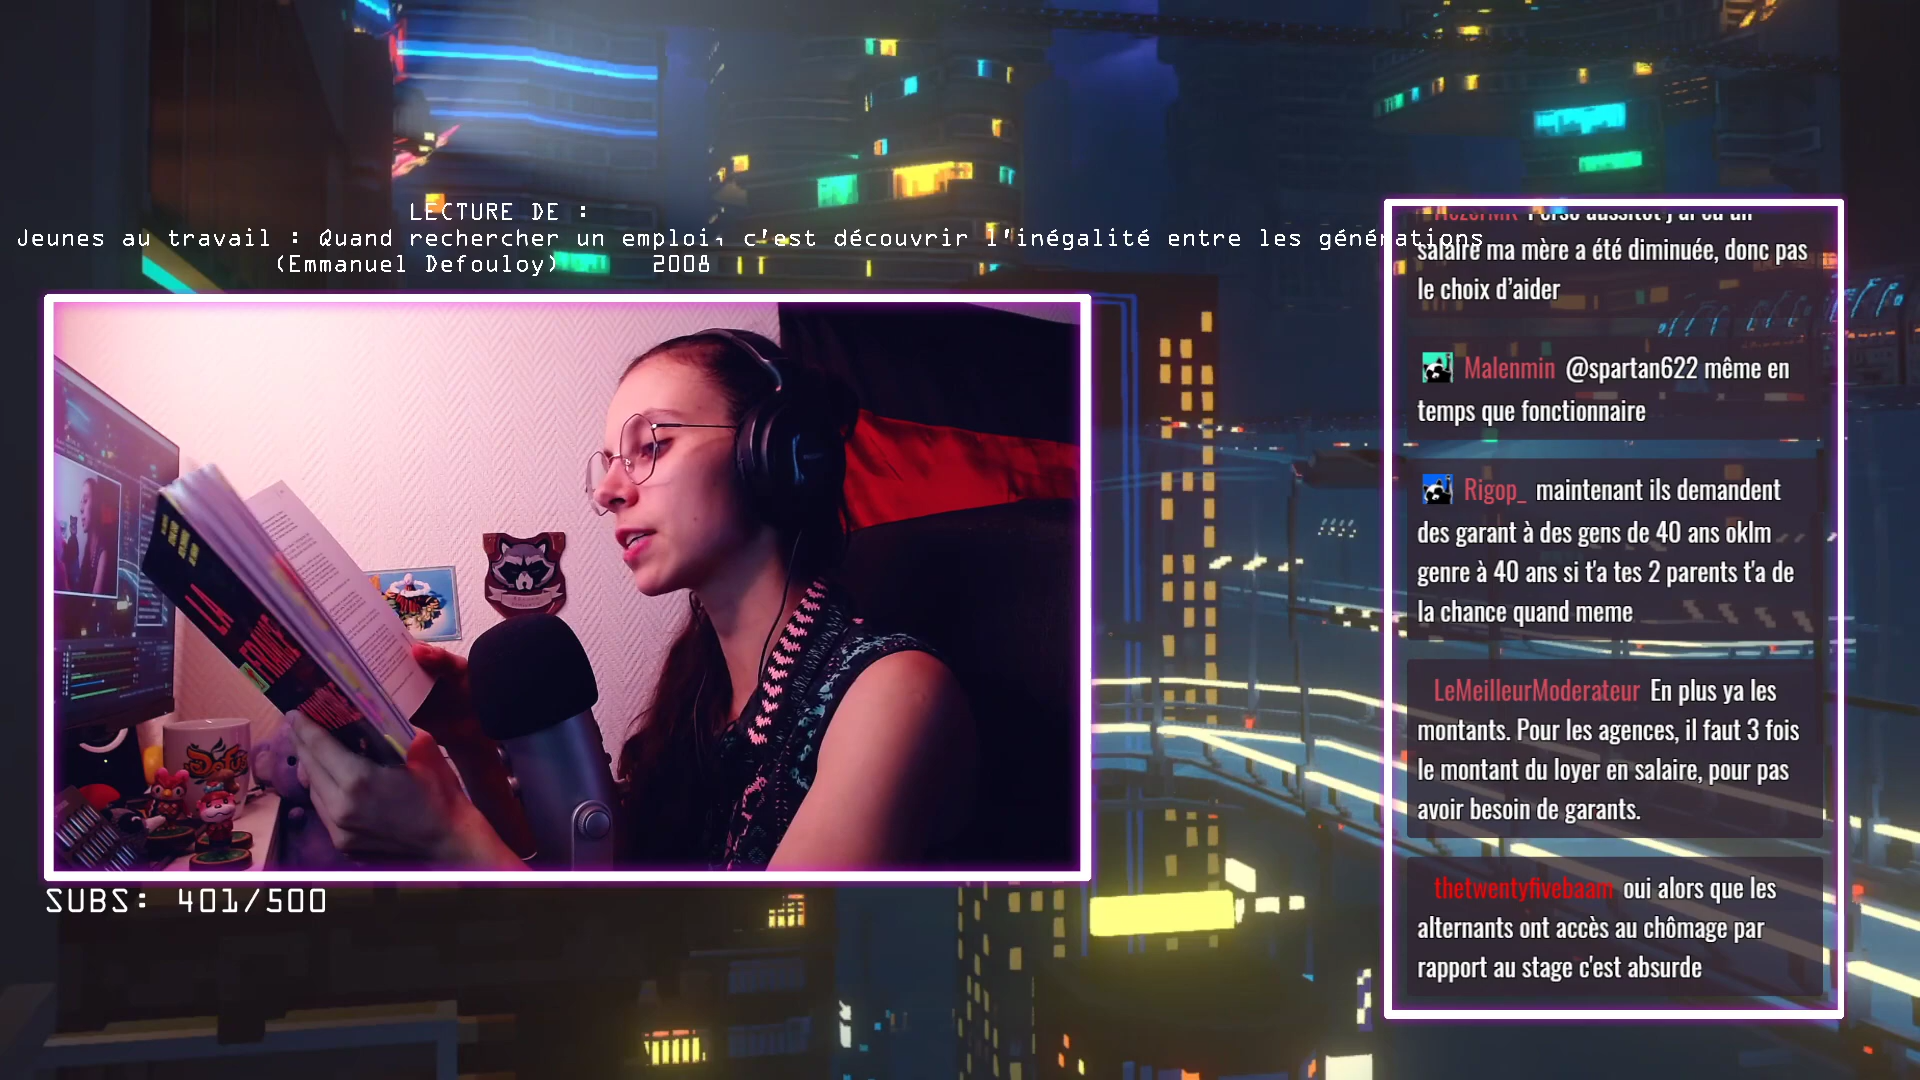 LECTURE DE :
Jeunes au travail : Quand rechercher un emploi, c'est découvrir l'inégalité entre les générations
(Emmanuel Defouloy) 2008
LA
FRANCE
SUBS: 401/500
salaire ma mère a été diminuée, donc pas
le choix d’aider
Malenmin @spartan622 même en
temps que fonctionnaire
Rigop_ maintenant ils demandent
des garant à des gens de 40 ans oklm
genre à 40 ans si t'a tes 2 parents t'a de
la chance quand meme
LeMeilleurModerateur En plus ya les
montants. Pour les agences, il faut 3 fois
le montant du loyer en salaire, pour pas
avoir besoin de garants.
thetwentyfivebaam oui alors que les
alternants ont accès au chômage par
rapport au stage c'est absurde